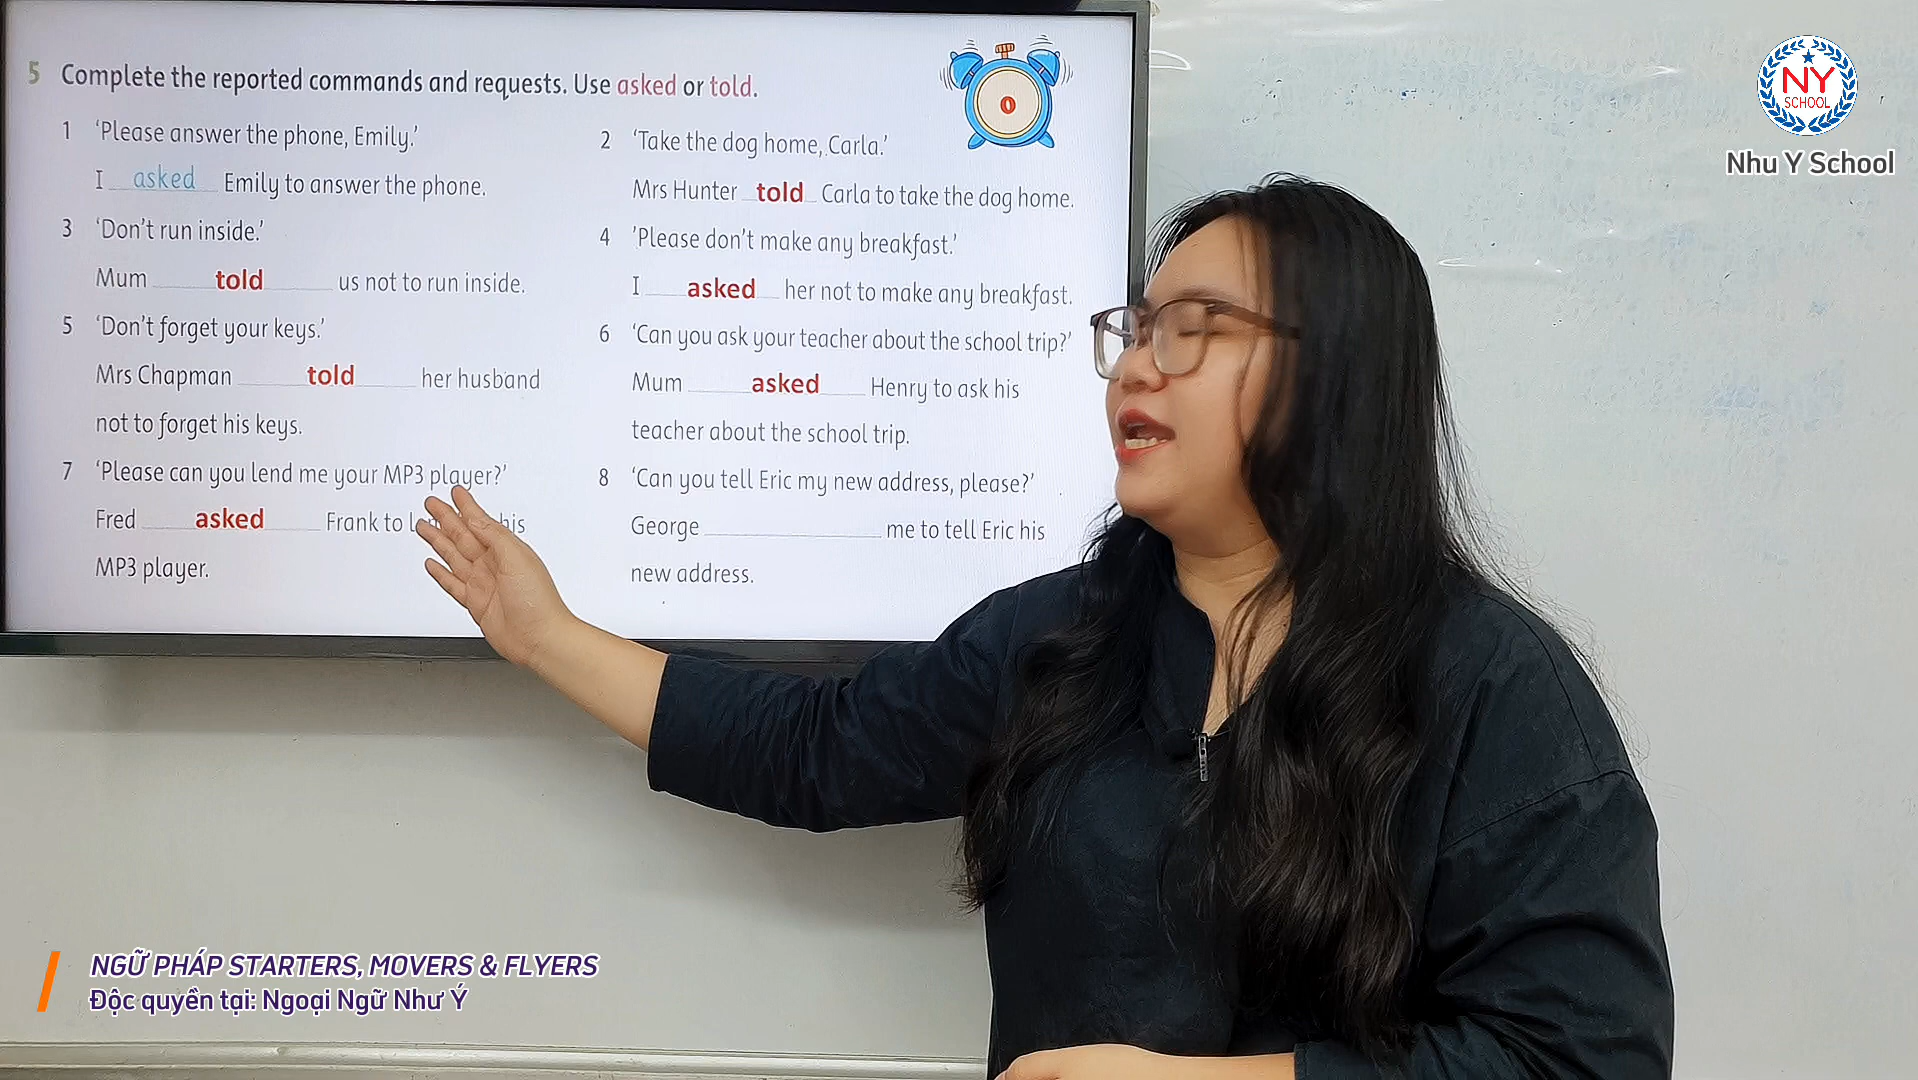 5 Complete the reported commands and requests. Use asked or told.
1 ‘Please answer the phone, Emily.’
I asked Emily to answer the phone.
2 ‘Take the dog home, Carla.’
Mrs Hunter told Carla to take the dog home.
3 ‘Don’t run inside.’
Mum told us not to run inside.
4 ’Please don’t make any breakfast.’
I asked her not to make any breakfast.
5 ‘Don’t forget your keys.’
Mrs Chapman told her husband
not to forget his keys.
6 ‘Can you ask your teacher about the school trip?’
Mum asked Henry to ask his
teacher about the school trip.
7 ‘Please can you lend me your MP3 player?’
Fred asked Frank to his
MP3 player.
8 ‘Can you tell Eric my new address, please?’
George me to tell Eric his
new address.
0
NY
SCHOOL
Nhu Y School
NGỮ PHÁP STARTERS, MOVERS & FLYERS
Độc quyền tại: Ngoại Ngữ Như Ý